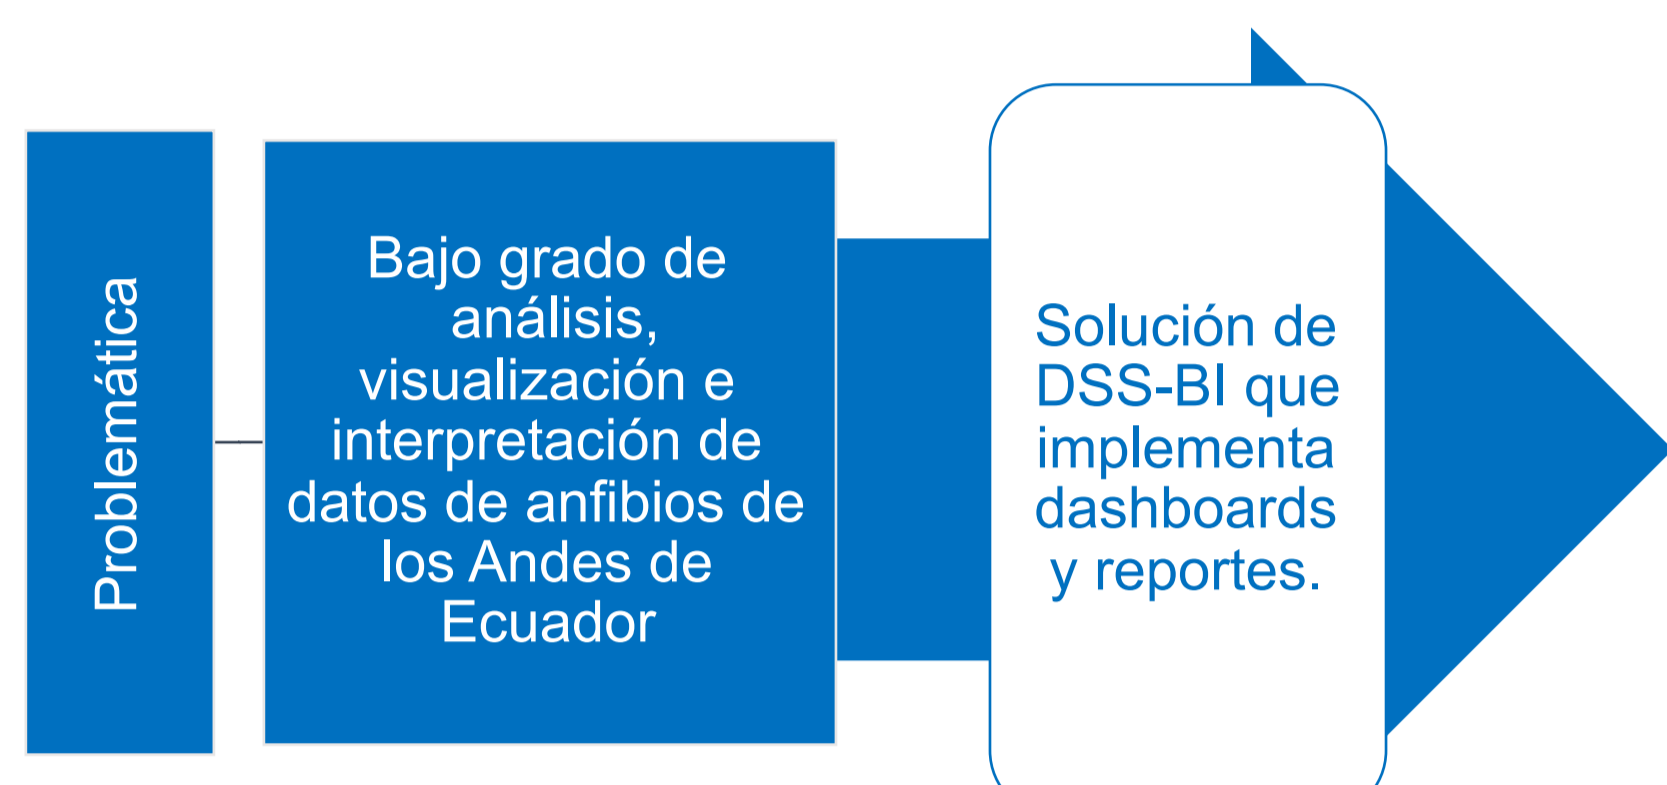 Problemática
Bajo grado de
análisis,
visualización e
interpretación de
datos de anfibios de
los Andes de
Ecuador
Solución de
DSS-BI que
implementa
dashboards
y reportes.